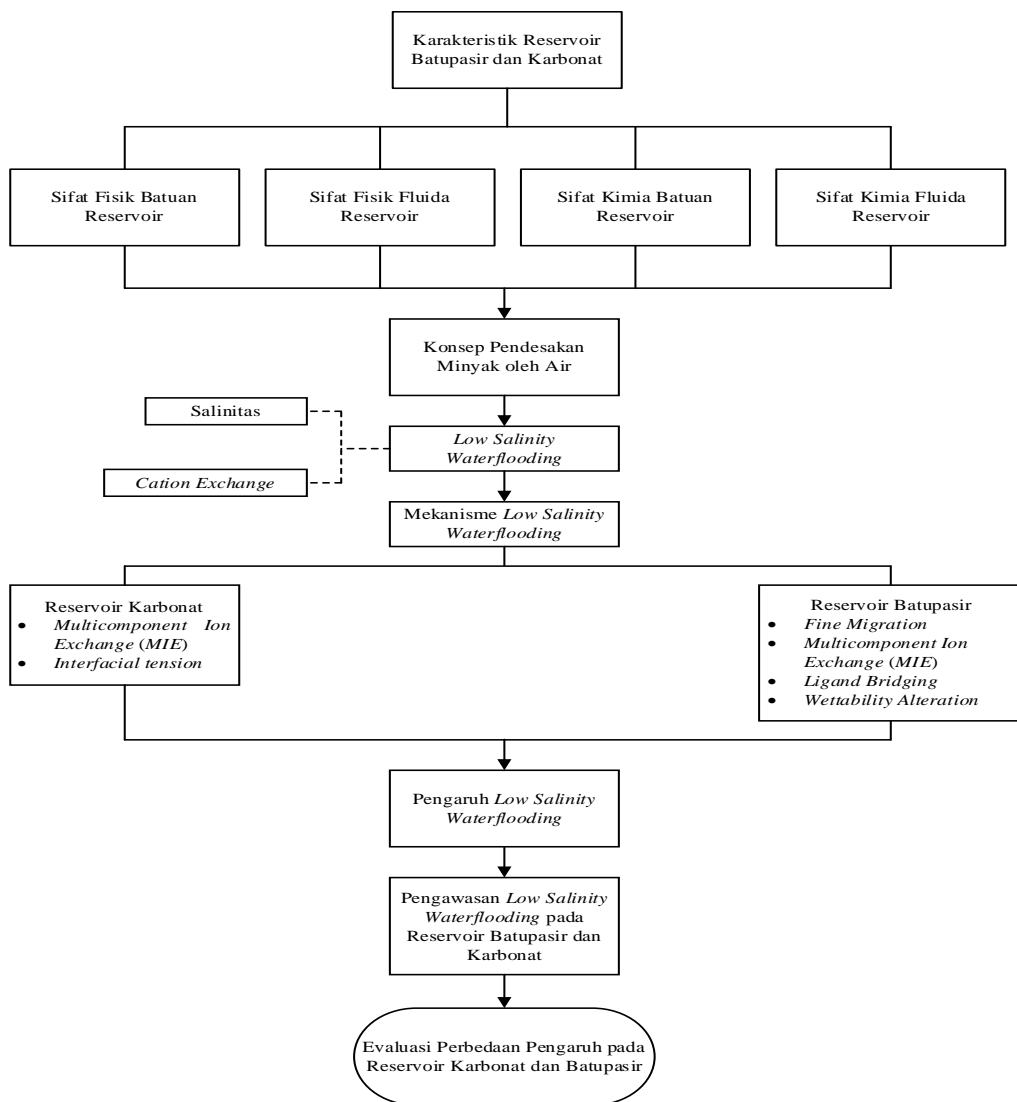 Karakteristik Reservoir
Batupasir dan Karbonat
Sifat Fisik Batuan
Reservoir
Sifat Fisik Fluida
Reservoir
Sifat Kimia Batuan
Reservoir
Sifat Kimia Fluida
Reservoir
Konsep Pendesakan
Minyak oleh Air
Salinitas
Cation Exchange
Low Salinity
Waterflooding
Mekanisme Low Salinity
Waterflooding
Reservoir Karbonat
• Multicomponent Ion
Exchange (MIE)
• Interfacial tension
Reservoir Batupasir
• Fine Migration
• Multicomponent Ion
Exchange (MIE)
• Ligand Bridging
• Wettability Alteration
Pengaruh Low Salinity
Waterflooding
Pengawasan Low Salinity
Waterflooding pada
Reservoir Batupasir dan
Karbonat
Evaluasi Perbedaan Pengaruh pada
Reservoir Karbonat dan Batupasir